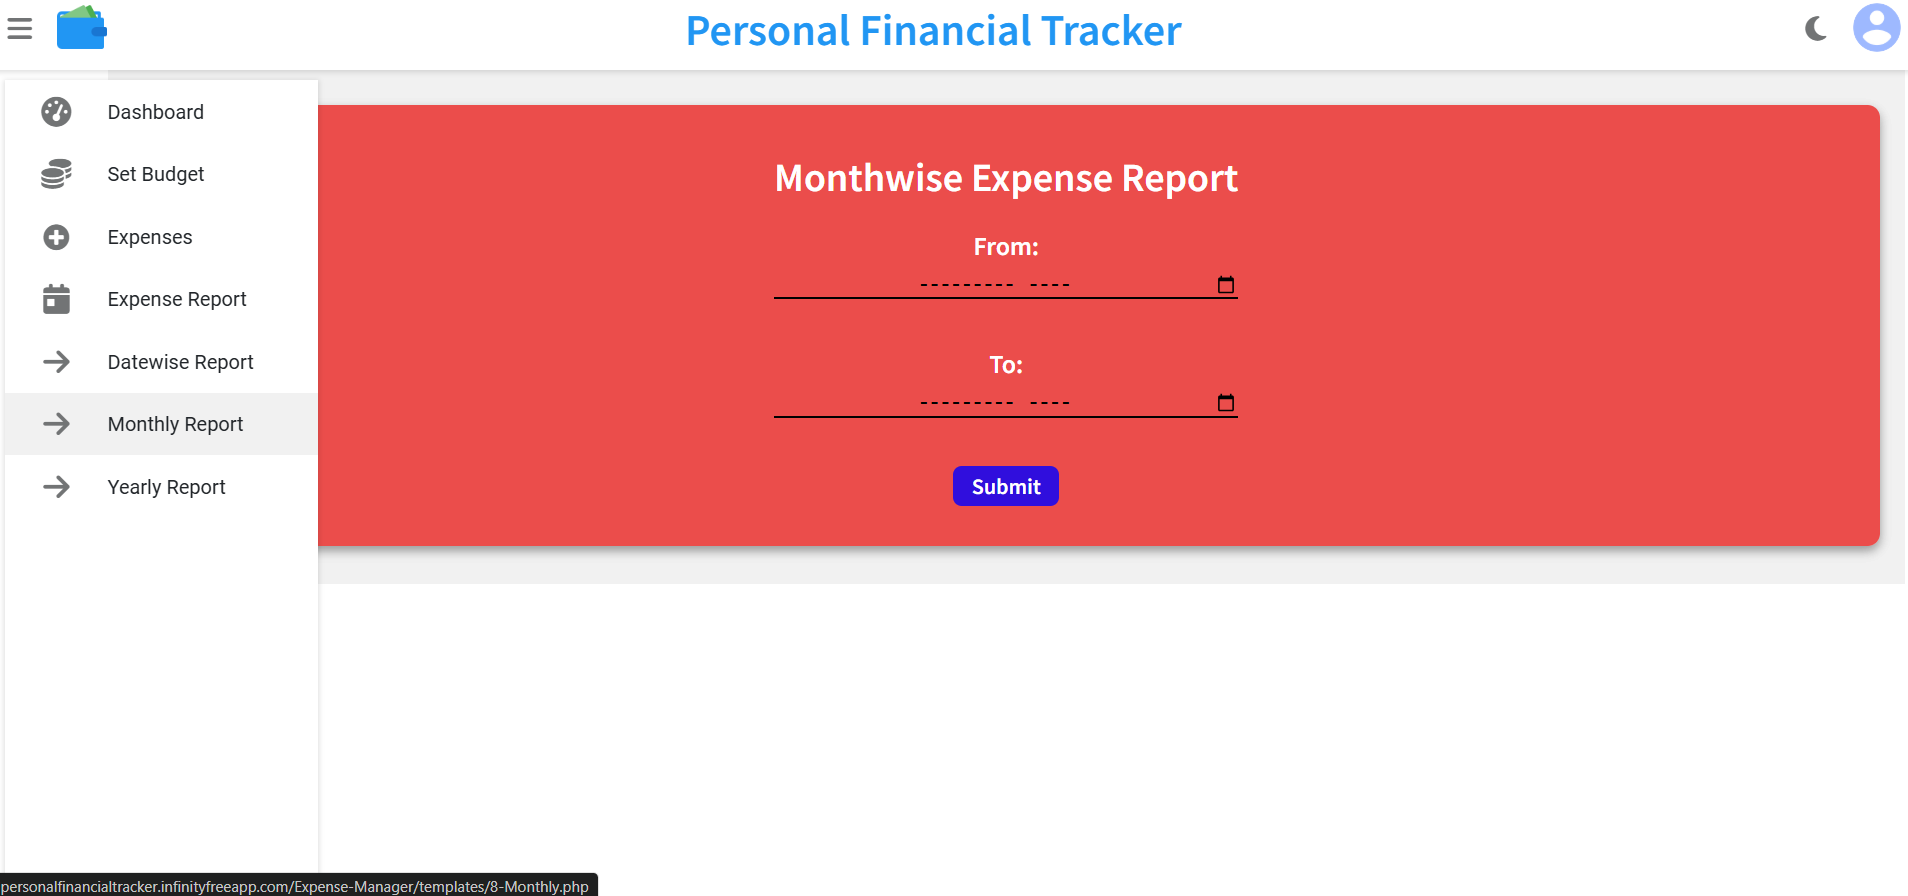 Personal Financial Tracker
Dashboard
Set Budget
Expenses
Expense Report
Datewise Report
Monthly Report
Yearly Report
Monthwise Expense Report
From:
--------- ----
To:
--------- ----
Submit
personalfinancialtracker.infinityfreeapp.com/Expense-Manager/templates/8-Monthly.php